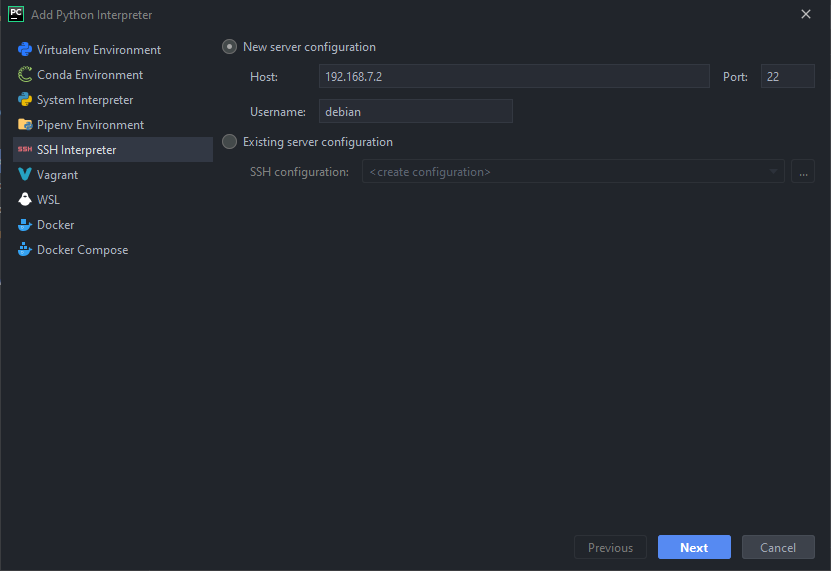 PC Add Python Interpreter
Virtualenv Environment
Conda Environment
System Interpreter
Pipenv Environment
SSH SSH Interpreter
Vagrant
WSL
Docker
Docker Compose
New server configuration
Host: 192.168.7.2 Port: 22
Username: debian
Existing server configuration
SSH configuration: <create configuration> ...
Previous Next Cancel